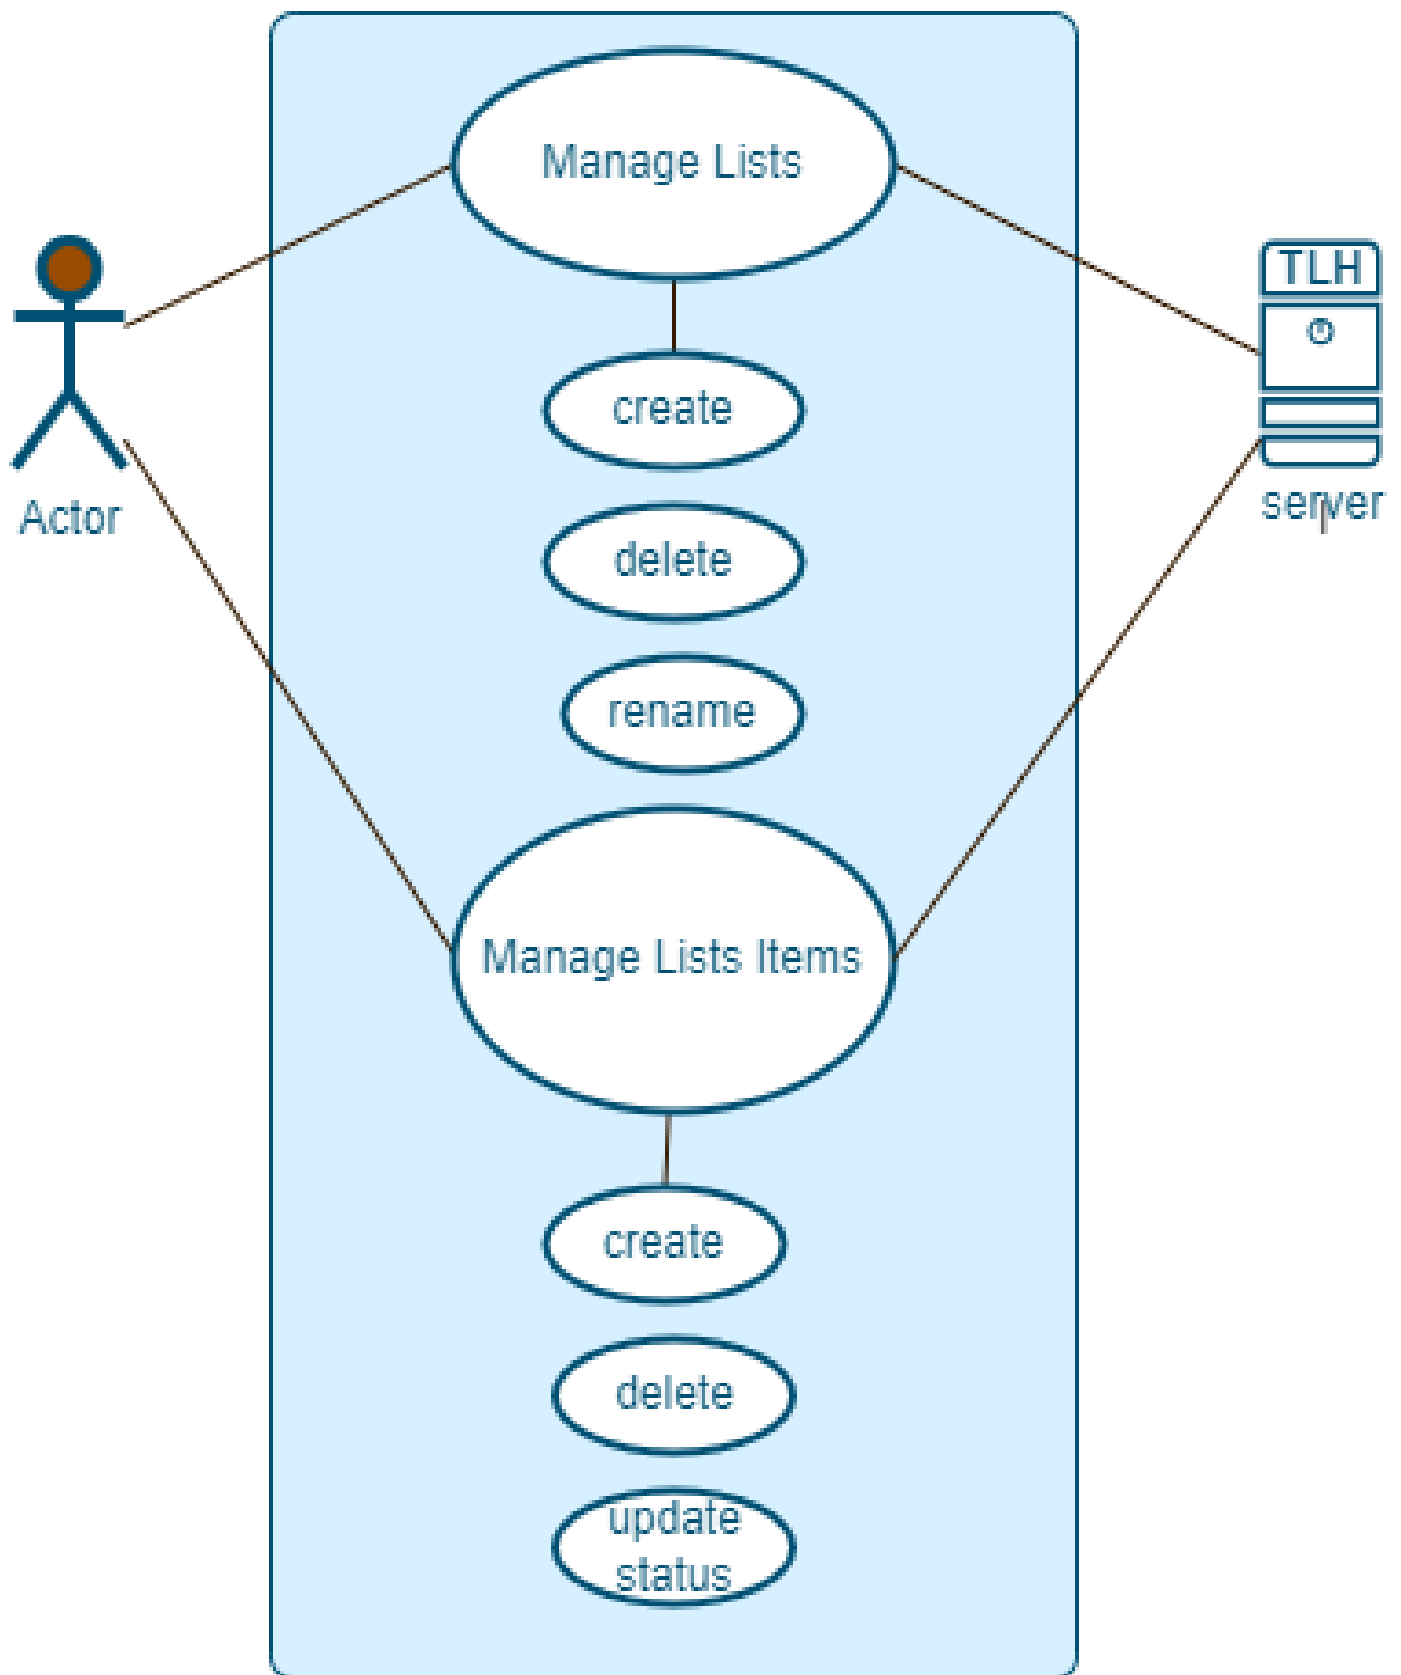 Manage Lists
TLH
create
Actor
server
delete
rename
Manage Lists Items
create
delete
update
status